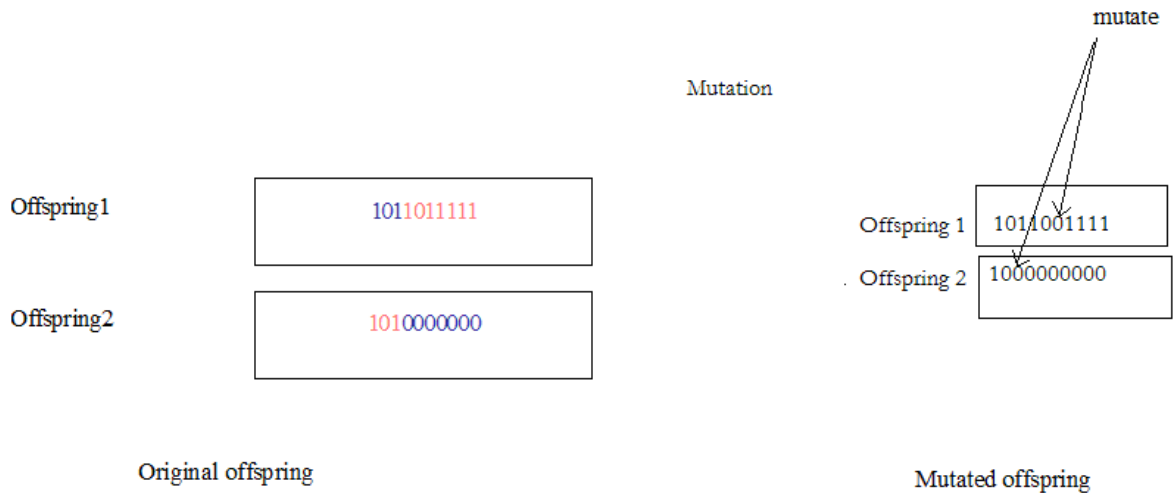 mutate
Mutation
Offspring1
1011011111
Offspring2
1010000000
Original offspring
Offspring 1
1011001111
. Offspring 2
1000000000
Mutated offspring